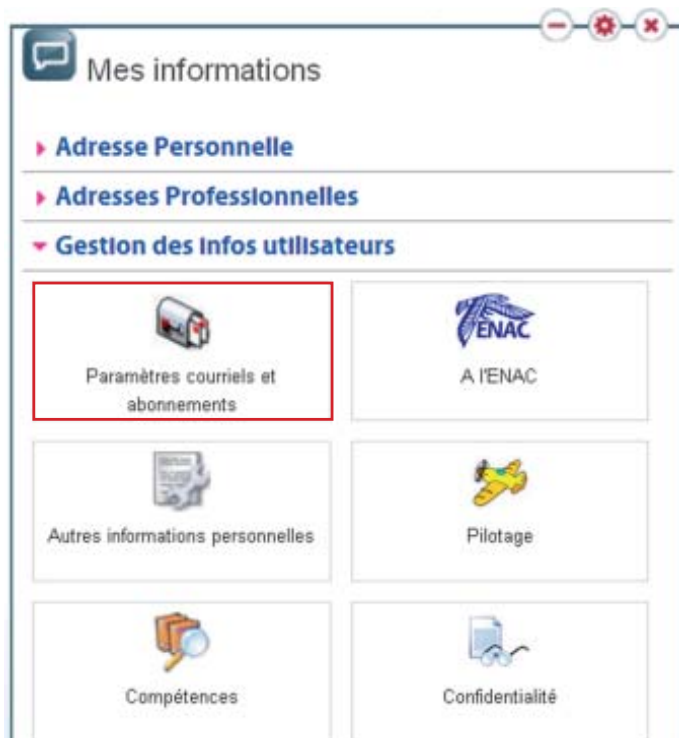 Mes informations
Adresse Personnelle
Adresses Professionnelles
Gestion des infos utilisateurs
ENAC
Paramètres courriels et
abonnements
A l'ENAC
Autres informations personnelles
Pilotage
Compétences
Confidentialité